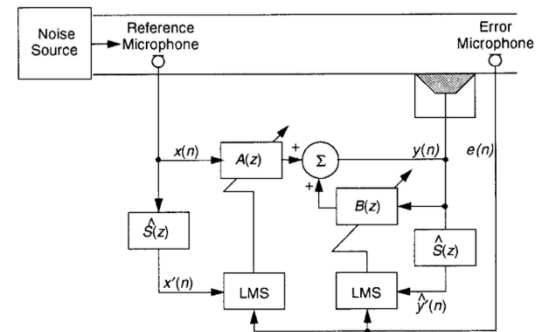 Noise
Source
Reference
Microphone
Error
Microphone
x(n)
A(z)
+
Σ
+
y(n)
e(n)
B(z)
Ŝ(z)
Ŝ(z)
x'(n)
LMS
LMS
ŷ'(n)